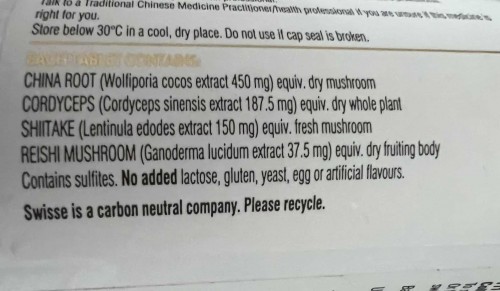 Talk to a Traditional Chinese Medicine Practitioner/health professional if you are unsure if this medicine is
right for you.
Store below 30°C in a cool, dry place. Do not use if cap seal is broken.
EACH TABLET CONTAINS:
CHINA ROOT (Wolfiporia cocos extract 450 mg) equiv. dry mushroom
CORDYCEPS (Cordyceps sinensis extract 187.5 mg) equiv. dry whole plant
SHIITAKE (Lentinula edodes extract 150 mg) equiv. fresh mushroom
REISHI MUSHROOM (Ganoderma lucidum extract 37.5 mg) equiv. dry fruiting body
Contains sulfites. No added lactose, gluten, yeast, egg or artificial flavours.
Swisse is a carbon neutral company. Please recycle.